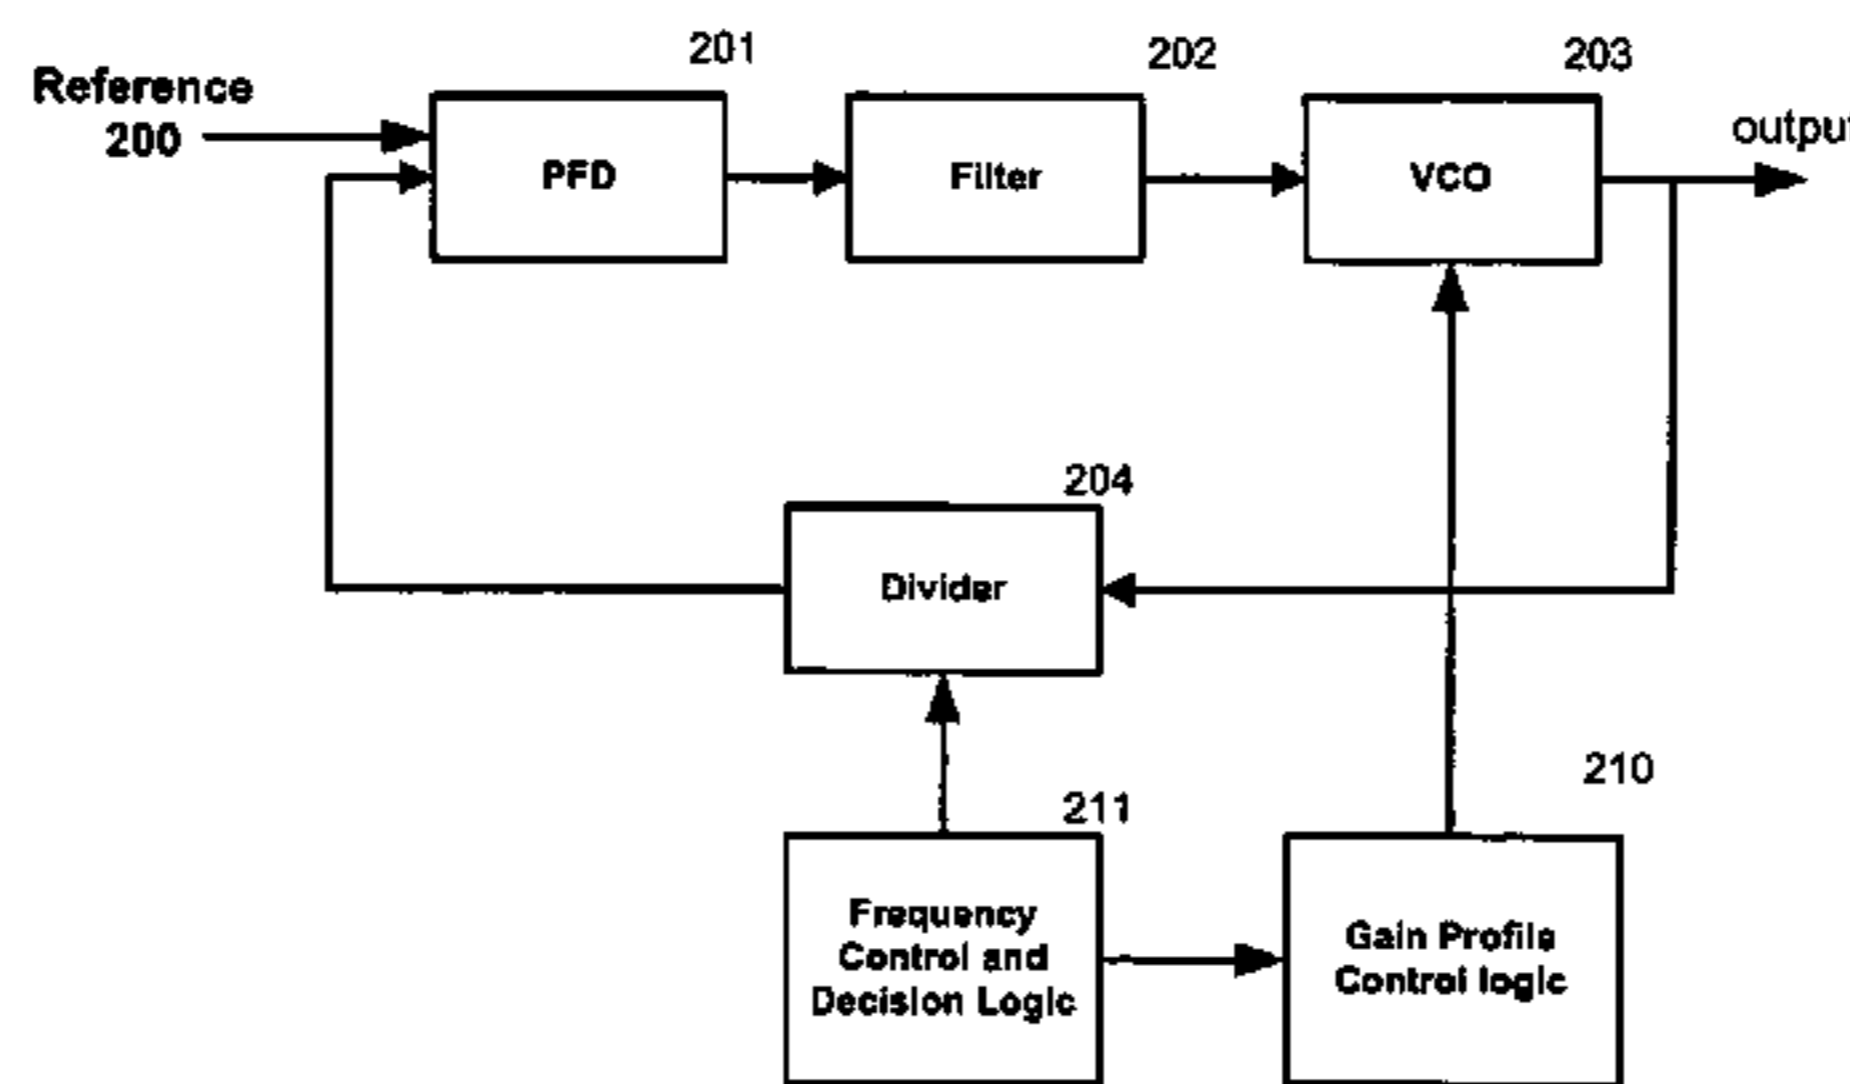 201
202
203
Reference
200
output
PFD
Filter
VCO
204
Divider
210
211
Frequency
Control and
Decision Logic
Gain Profile
Control logic